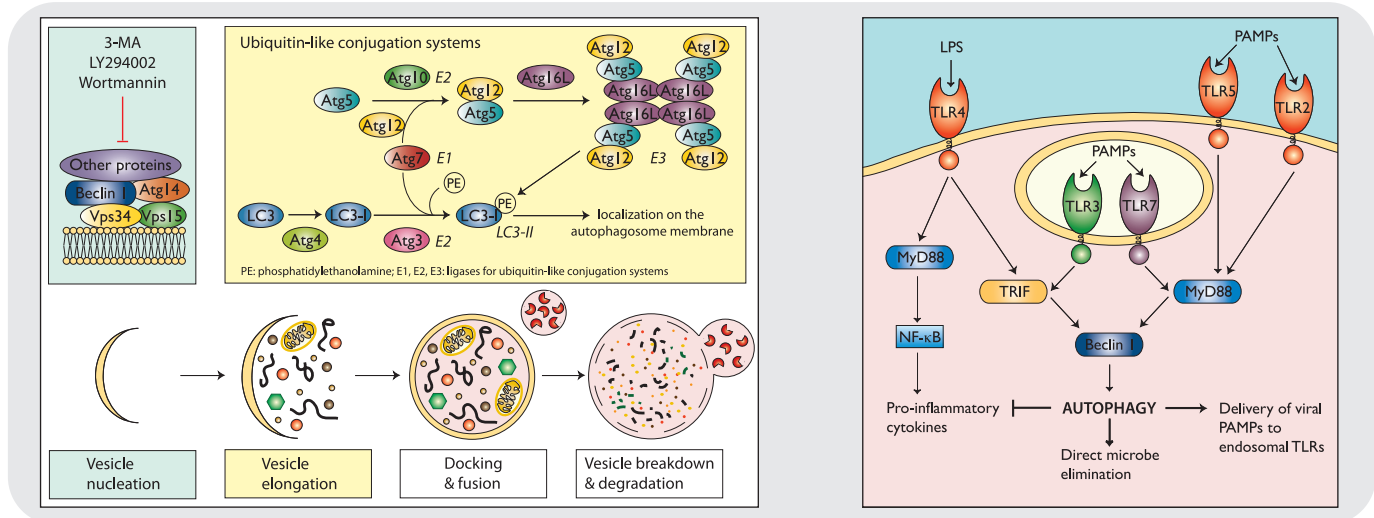 3-MA
LY294002
Wortmannin
Other proteins
Beclin 1
Atg14
Vps34
Vps15
Ubiquitin-like conjugation systems
Atg5
Atg10
E2
Atg12
Atg12
Atg5
Atg16L
Atg12
Atg12
Atg5
Atg5
Atg16L
Atg16L
Atg16L
Atg16L
Atg5
Atg5
Atg12
E3
Atg12
Atg7
E1
PE
LC3
LC3-I
Atg4
Atg3
E2
LC3-I
PE
LC3-II
localization on the
autophagosome membrane
PE: phosphatidylethanolamine; E1, E2, E3: ligases for ubiquitin-like conjugation systems
Vesicle
nucleation
Vesicle
elongation
Docking
& fusion
Vesicle breakdown
& degradation
LPS
PAMPs
TLR4
TLR5
TLR2
PAMPs
TLR3
TLR7
MyD88
TRIF
MyD88
NF-κB
Beclin 1
Pro-inflammatory
cytokines
AUTOPHAGY
Delivery of viral
PAMPs to
endosomal TLRs
Direct microbe
elimination